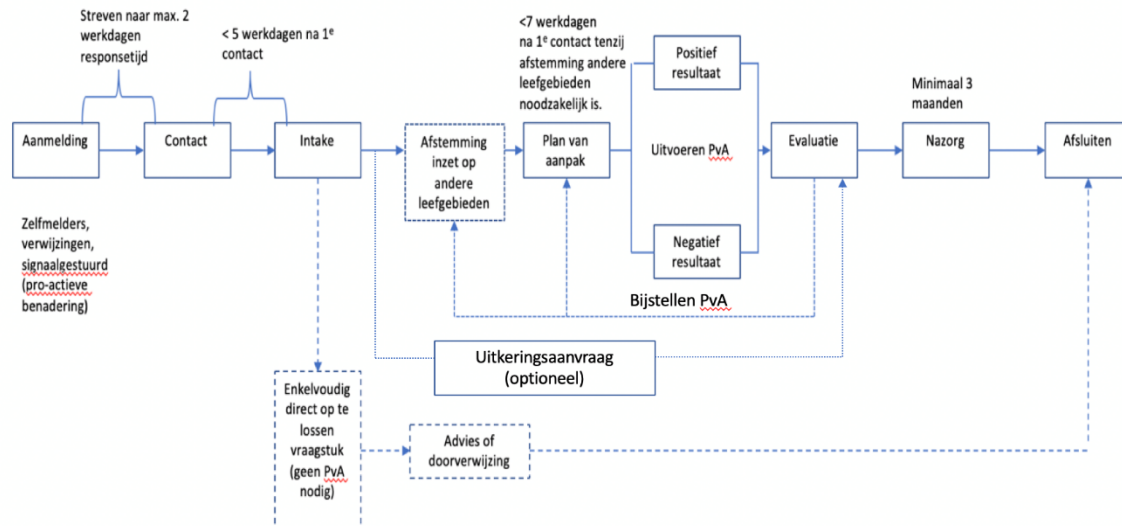 Streven naar max. 2
werkdagen
responsetijd
< 5 werkdagen na 1e
contact
<7 werkdagen
na 1e contact tenzij
afstemming andere
leefgebieden
noodzakelijk is.
Aanmelding
Contact
Intake
Afstemming
inzet op
andere
leefgebieden
Plan van
aanpak
Positief
resultaat
Uitvoeren PvA
Negatief
resultaat
Evaluatie
Minimaal 3
maanden
Nazorg
Afsluiten
Zelfmelders,
verwijzingen,
signaalgestuurd
(pro-actieve
benadering)
Bijstellen PvA
Uitkeringsaanvraag
(optioneel)
Enkelvoudig
direct op te
lossen
vraagstuk
(geen PvA
nodig)
Advies of
doorverwijzing